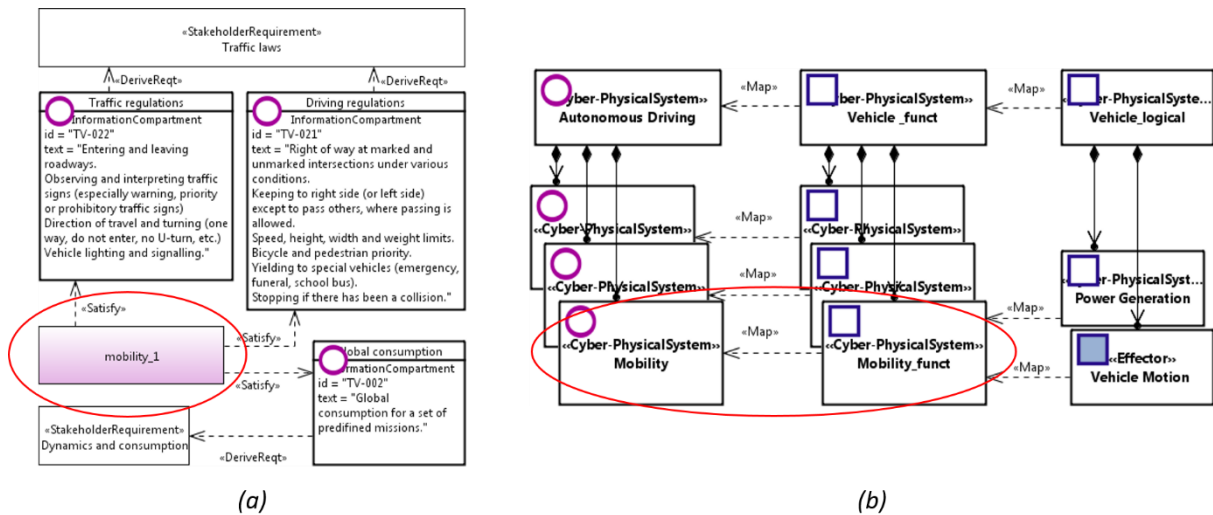 «StakeholderRequirement»
Traffic laws
«DeriveReqt»
«DeriveReqt»
Traffic regulations
InformationCompartment
id = "TV-022"
text = "Entering and leaving
roadways.
Observing and interpreting traffic
signs (especially warning, priority
or prohibitory traffic signs)
Direction of travel and turning (one
way, do not enter, no U-turn, etc.)
Vehicle lighting and signalling."
Driving regulations
InformationCompartment
id = "TV-021"
text = "Right of way at marked and
unmarked intersections under various
conditions.
Keeping to right side (or left side)
except to pass others, where passing is
allowed.
Speed, height, width and weight limits.
Bicycle and pedestrian priority.
Yielding to special vehicles (emergency,
funeral, school bus).
Stopping if there has been a collision."
«Satisfy»
«Satisfy»
mobility_1
«Satisfy»
Global consumption
InformationCompartment
id = "TV-002"
text = "Global
consumption for a set of
predifined missions."
«StakeholderRequirement»
Dynamics and consumption
«DeriveReqt»
(a)
Cyber-PhysicalSystem»
Autonomous Driving
«Map»
Cyber-PhysicalSystem»
Vehicle _funct
«Map»
Cyber-PhysicalSyste...
Vehicle_logical
«Cyber-PhysicalSystem»
«Map»
«Cyber-PhysicalSystem»
«Cyber-PhysicalSystem»
«Map»
«Cyber-PhysicalSystem»
«Map»
Cyber-PhysicalSyst...
Power Generation
«Cyber-PhysicalSystem»
Mobility
«Map»
«Cyber-PhysicalSystem»
Mobility_funct
«Map»
«Effector»
Vehicle Motion
(b)